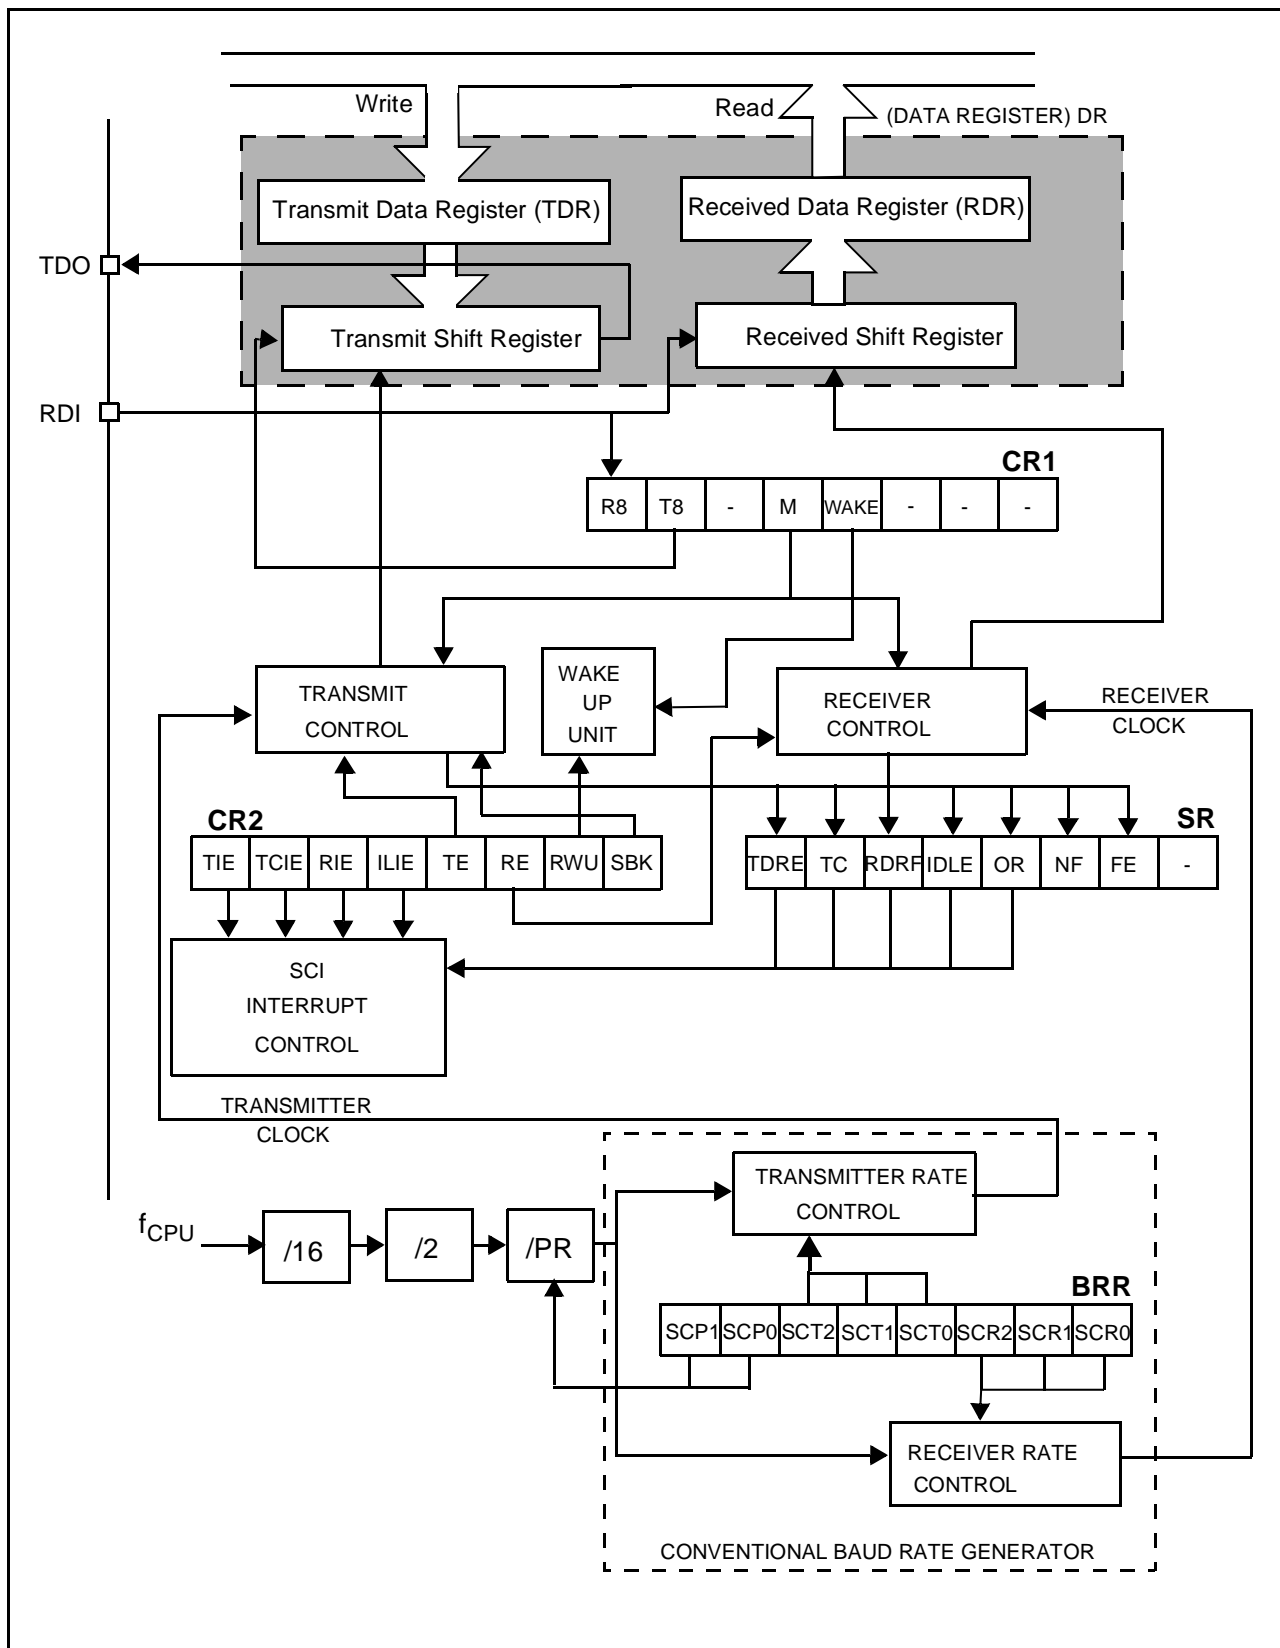 Write
Read
(DATA REGISTER) DR
Transmit Data Register (TDR)
Received Data Register (RDR)
TDO
Transmit Shift Register
Received Shift Register
RDI
CR1
R8 T8 - M WAKE - - -
TRANSMIT
CONTROL
WAKE
UP
UNIT
RECEIVER
CONTROL
RECEIVER
CLOCK
CR2
SR
TIE TCIE RIE ILIE TE RE RWU SBK
TDRE TC RDRF IDLE OR NF FE -
SCI
INTERRUPT
CONTROL
TRANSMITTER
CLOCK
TRANSMITTER RATE
CONTROL
fCPU
/16
/2
/PR
BRR
SCP1 SCP0 SCT2 SCT1 SCT0 SCR2 SCR1 SCR0
RECEIVER RATE
CONTROL
CONVENTIONAL BAUD RATE GENERATOR